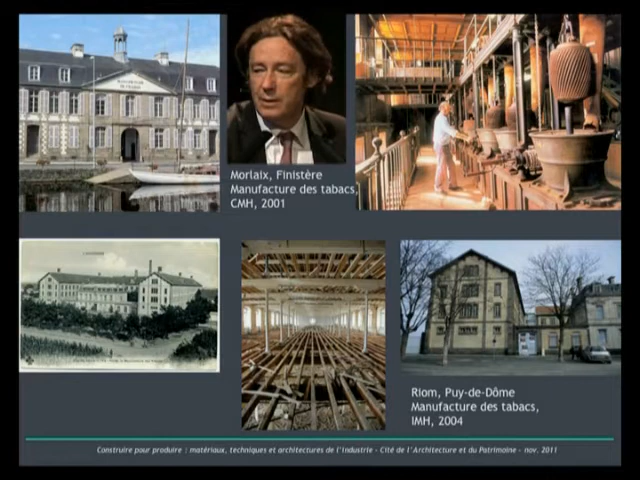 Morlaix, Finistère
Manufacture des tabacs,
CMH, 2001
Riom, Puy-de-Dôme
Manufacture des tabacs,
IMH, 2004
Construire pour produire : matériaux, techniques et architectures de l'industrie - Cité de l'Architecture et du Patrimoine - nov. 2011